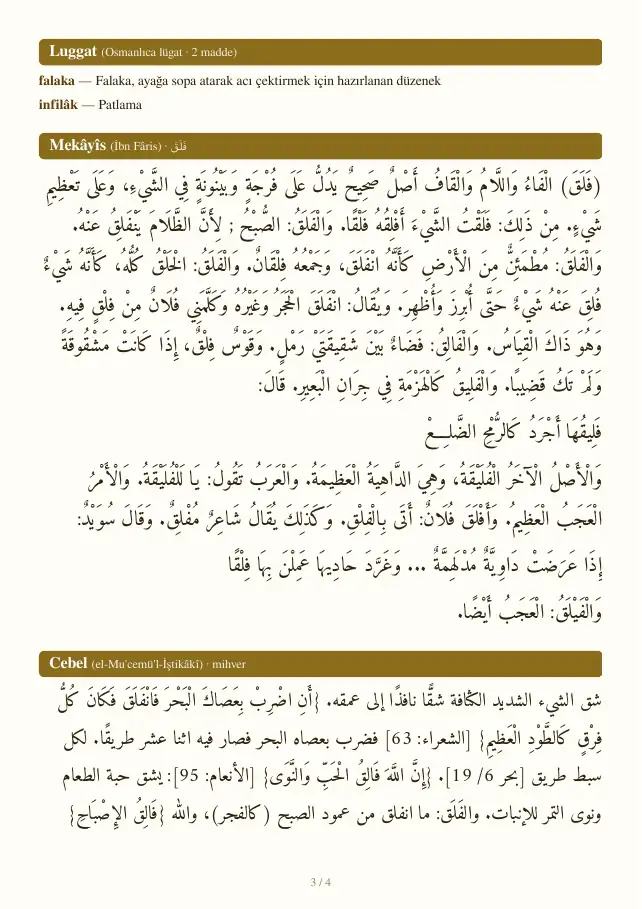 Luggat (Osmanlıca lügat · 2 madde)
falaka — Falaka, ayağa sopa atarak acı çektirmek için hazırlanan düzenek
infilâk — Patlama
Mekâyîs (İbn Fâris) · فَلَقَ
(فَلَقَ) الْفَاءُ وَاللَّامُ وَالْقَافُ أَصْلٌ صَحِيحٌ يَدُلُّ عَلَى فُرْجَةٍ وَبَيْنُونَةٍ فِي الشَّيْءِ، وَعَلَى تَعْظِيمِ
شَيْءٍ. مِنْ ذَلِكَ: فَلَقْتُ الشَّيْءَ أَفْلِقُهُ فَلْقًا. وَالْفَلَقُ: الصُّبْحُ ; لِأَنَّ الظَّلَامَ يَنْفَلِقُ عَنْهُ.
وَالْفَلَقُ: مُطْمَئِنٌّ مِنَ الْأَرْضِ كَأَنَّهُ انْفَلَقَ، وَجَمْعُهُ فِلْقَانٌ. وَالْفَلَقُ: الْخَلْقُ كُلُّهُ، كَأَنَّهُ شَيْءٌ
فُلِقَ عَنْهُ شَيْءٌ حَتَّى أُبْرِزَ وَأُظْهِرَ. وَيُقَالُ: انْفَلَقَ الْحَجَرُ وَغَيْرُهُ وَكَلَّمَنِي فُلَانٌ مِنْ فِلْقِ فِيهِ.
وَهُوَ ذَاكَ الْقِيَاسُ. وَالْفَالِقُ: فَضَاءٌ بَيْنَ شَقِيقَتَيْ رَمْلٍ. وَقَوْسٌ فِلْقٌ، إِذَا كَانَتْ مَشْقُوقَةً
وَلَمْ تَكُ قَضِيبًا. وَالْفَلِيقُ كَالْهَزْمَةِ فِي جِرَانِ الْبَعِيرِ. قَالَ:
فَلِيقُهَا أَجْرَدُ كَالرُّمْحِ الضَّلِــعْ
وَالْأَصْلُ الْآخَرُ الْفُلَيْقَةُ، وَهِيَ الدَّاهِيَةُ الْعَظِيمَةُ. وَالْعَرَبُ تَقُولُ: يَا لَلْفُلَيْقَةُ. وَالْأَمْرُ
الْعَجَبُ الْعَظِيمُ. وَأَفْلَقَ فُلَانٌ: أَتَى بِالْفِلْقِ. وَكَذَلِكَ يُقَالُ شَاعِرٌ مُفْلِقٌ. وَقَالَ سُوَيْدٌ:
إِذَا عَرَضَتْ دَاوِيَّةٌ مُدْلَهِمَّةٌ ... وَغَرَّدَ حَادِيهَا عَمِلْنَ بِهَا فِلْقًا
وَالْفَيْلَقُ: الْعَجَبُ أَيْضًا.
Cebel (el-Mu'cemü'l-İştikâkî) · mihver
شق الشيء الشديد الكثافة شقًّا نافذًا إلى عمقه. {أَنِ اضْرِبْ بِعَصَاكَ الْبَحْرَ فَانْفَلَقَ فَكَانَ كُلُّ
فِرْقٍ كَالطَّوْدِ الْعَظِيمِ} [الشعراء: 63] فضرب بعصاه البحر فصار فيه اثنا عشر طريقًا. لكل
سبط طريق [بحر 6/ 19]. {إِنَّ اللَّهَ فَالِقُ الْحَبِّ وَالنَّوَى} [الأنعام: 95]: يشق حبة الطعام
ونوى التمر للإنبات. والفَلَق: ما انفلق من عمود الصبح (كالفجر)، والله {فَالِقُ الإِصْبَاحِ}
3 / 4